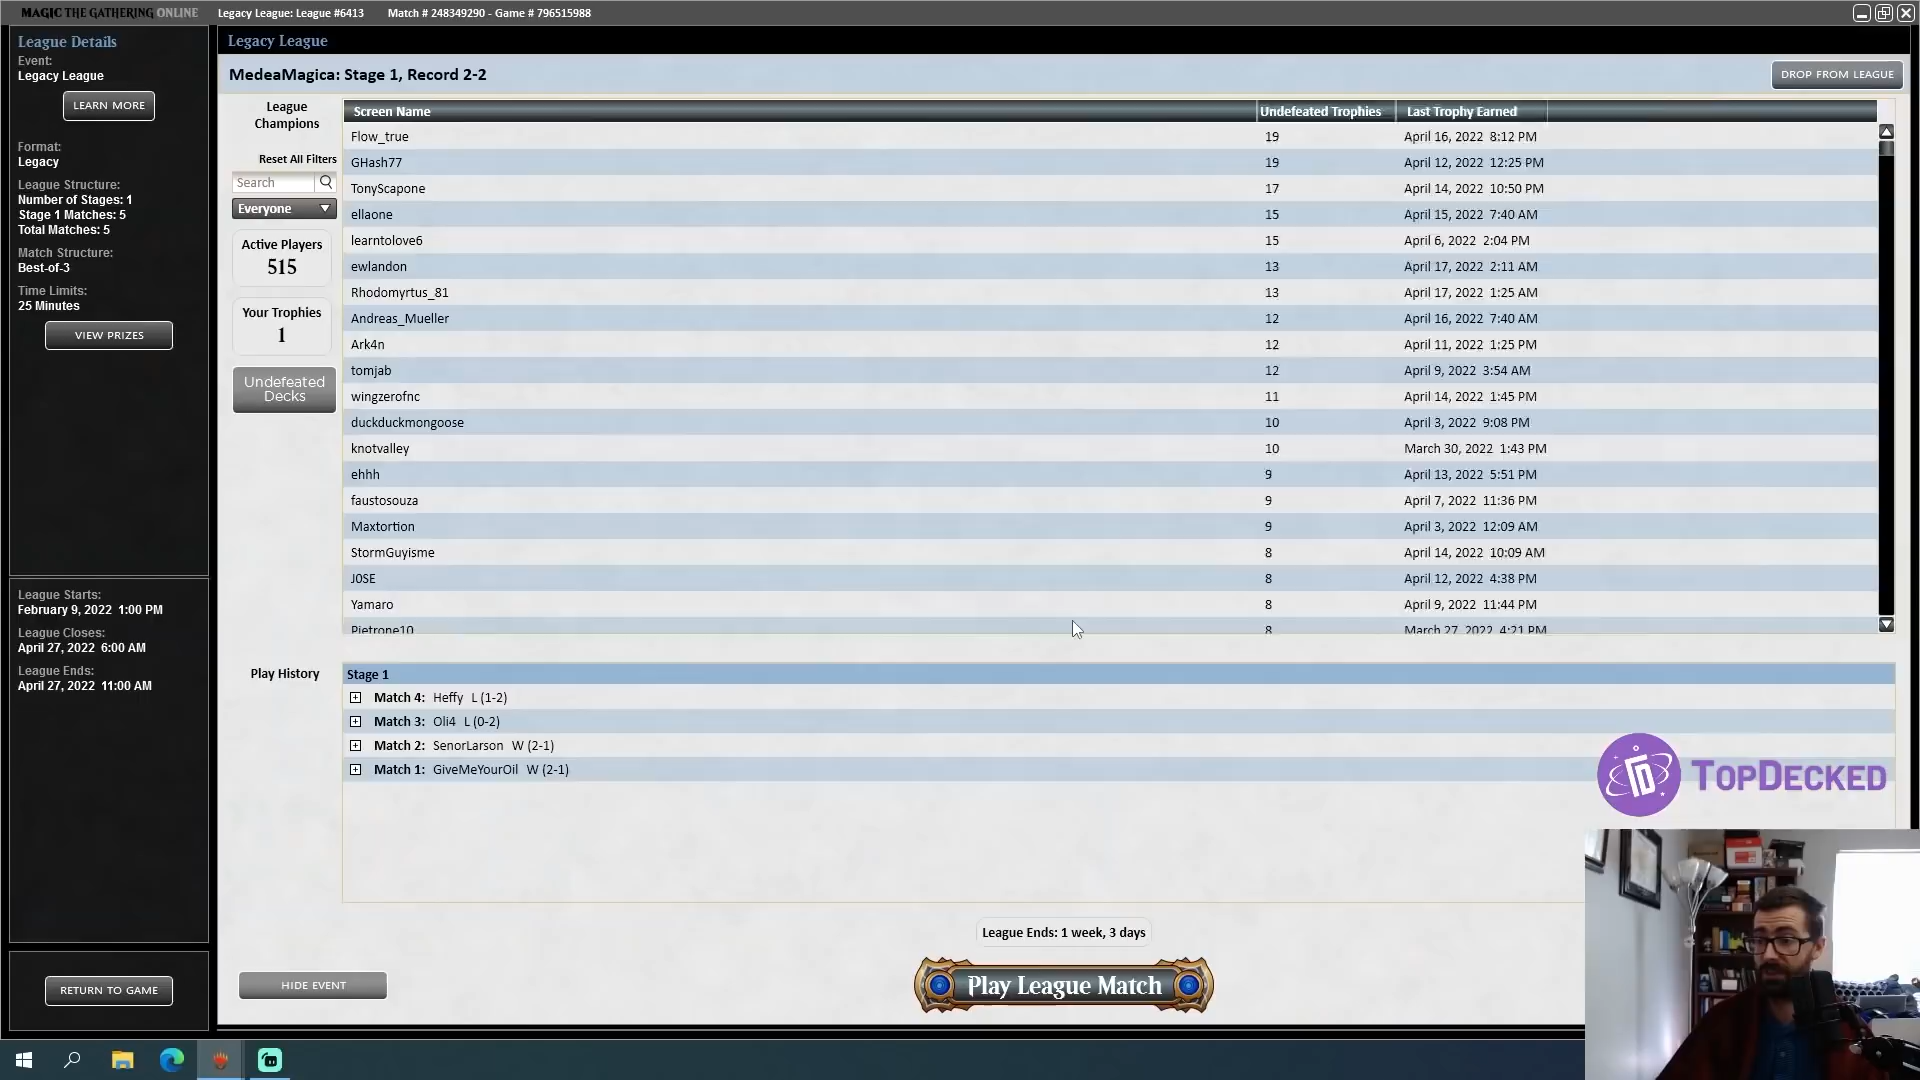 MAGIC THE GATHERING ONLINE
Legacy League: League #6413
Match # 248349290 - Game # 796515988
League Details
Event:
Legacy League
LEARN MORE
Format:
Legacy
League Structure:
Number of Stages: 1
Stage 1 Matches: 5
Total Matches: 5
Match Structure:
Best-of-3
Time Limits:
25 Minutes
VIEW PRIZES
League Starts:
February 9, 2022 1:00 PM
League Closes:
April 27, 2022 6:00 AM
League Ends:
April 27, 2022 11:00 AM
RETURN TO GAME
Legacy League
MedeaMagica: Stage 1, Record 2-2
DROP FROM LEAGUE
League
Champions
Reset All Filters
Search
Everyone
Active Players
515
Your Trophies
1
Undefeated
Decks
Screen Name Undefeated Trophies Last Trophy Earned
Flow_true 19 April 16, 2022 8:12 PM
GHash77 19 April 12, 2022 12:25 PM
TonyScapone 17 April 14, 2022 10:50 PM
ellaone 15 April 15, 2022 7:40 AM
learntolove6 15 April 6, 2022 2:04 PM
ewlandon 13 April 17, 2022 2:11 AM
Rhodomyrtus_81 13 April 17, 2022 1:25 AM
Andreas_Mueller 12 April 16, 2022 7:40 AM
Ark4n 12 April 11, 2022 1:25 PM
tomjab 12 April 9, 2022 3:54 AM
wingzerofnc 11 April 14, 2022 1:45 PM
duckduckmongoose 10 April 3, 2022 9:08 PM
knotvalley 10 March 30, 2022 1:43 PM
ehhh 9 April 13, 2022 5:51 PM
faustosouza 9 April 7, 2022 11:36 PM
Maxtortion 9 April 3, 2022 12:09 AM
StormGuyisme 8 April 14, 2022 10:09 AM
J0SE 8 April 12, 2022 4:38 PM
Yamaro 8 April 9, 2022 11:44 PM
Pietrone10 8 March 27, 2022 4:21 PM
Play History
Stage 1
Match 4: Heffy L (1-2)
Match 3: Oli4 L (0-2)
Match 2: SenorLarson W (2-1)
Match 1: GiveMeYourOil W (2-1)
TOPDECKED
League Ends: 1 week, 3 days
HIDE EVENT
Play League Match